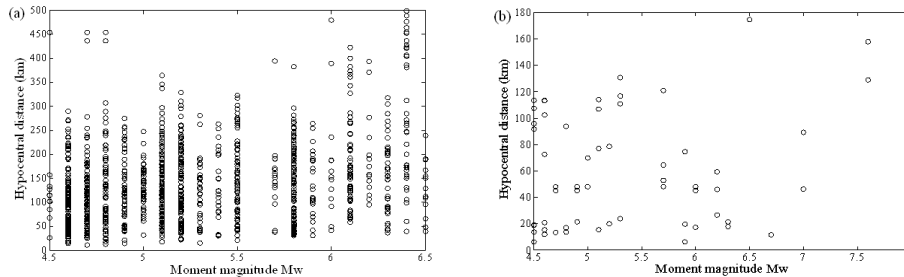 (a)
Hypocentral distance (km)
500
450
400
350
300
250
200
150
100
50
0
4.5 5 5.5 6 6.5
Moment magnitude Mw
(b)
Hypocentral distance (km)
180
160
140
120
100
80
60
40
20
0
4.5 5 5.5 6 6.5 7 7.5
Moment magnitude Mw